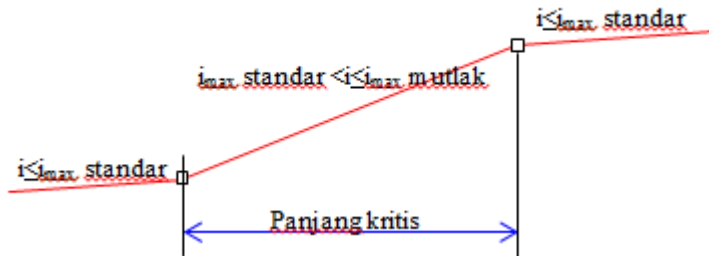 i≤imax. standar
imax. standar <i≤imax. mutlak
i≤imax. standar
Panjang kritis